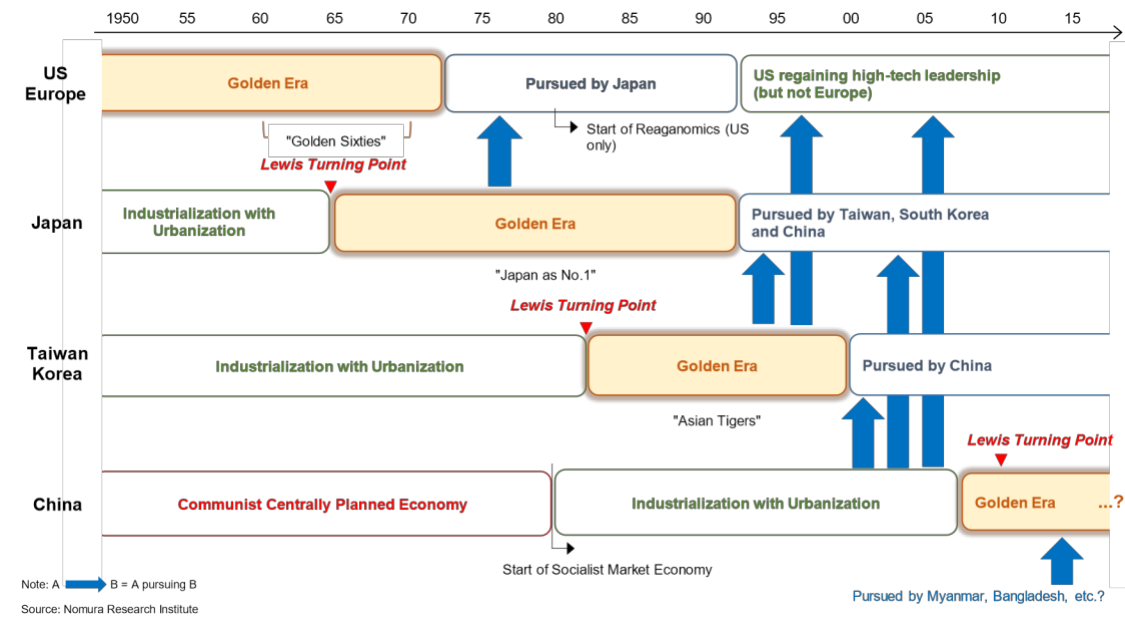 1950 55 60 65 70 75 80 85 90 95 00 05 10 15
US
Europe
Golden Era
Pursued by Japan
US regaining high-tech leadership
(but not Europe)
"Golden Sixties"
Start of Reaganomics (US
only)
Lewis Turning Point
Japan
Industrialization with
Urbanization
Golden Era
Pursued by Taiwan, South Korea
and China
"Japan as No.1"
Lewis Turning Point
Taiwan
Korea
Industrialization with Urbanization
Golden Era
Pursued by China
"Asian Tigers"
Lewis Turning Point
China
Communist Centrally Planned Economy
Industrialization with Urbanization
Golden Era ...?
Start of Socialist Market Economy
Note: A B = A pursuing B
Pursued by Myanmar, Bangladesh, etc.?
Source: Nomura Research Institute